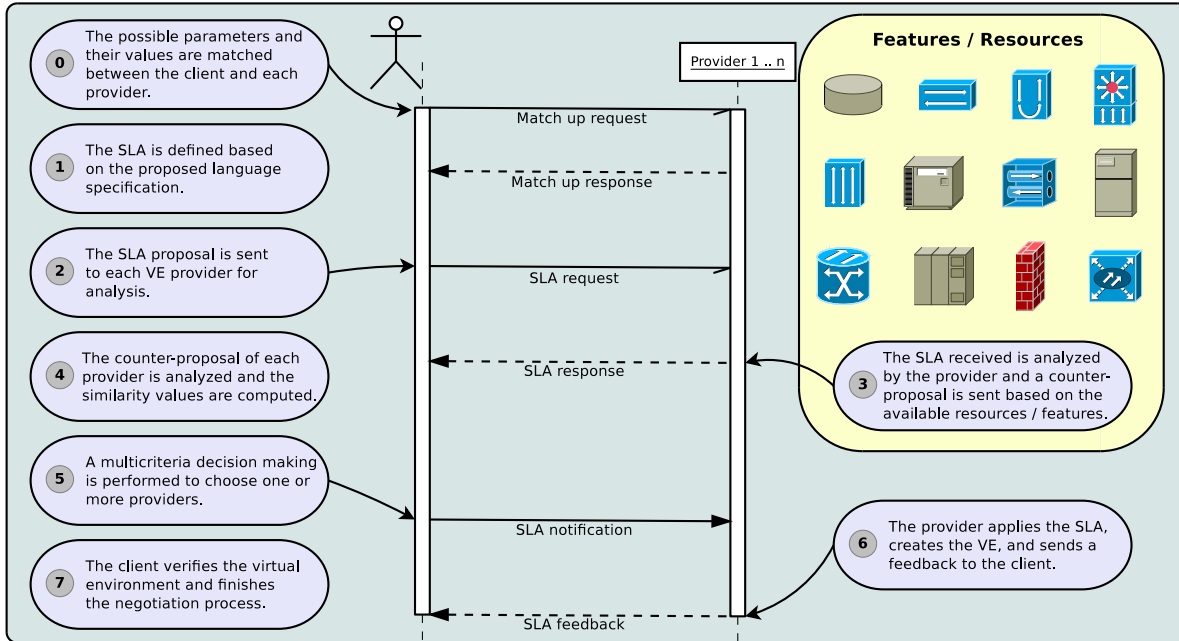 0
The possible parameters and
their values are matched
between the client and each
provider.
1
The SLA is defined based
on the proposed language
specification.
2
The SLA proposal is sent
to each VE provider for
analysis.
4
The counter-proposal of each
provider is analyzed and the
similarity values are computed.
5
A multicriteria decision making
is performed to choose one or
more providers.
7
The client verifies the virtual
environment and finishes
the negotiation process.
Provider 1 .. n
Match up request
Match up response
SLA request
SLA response
SLA notification
SLA feedback
Features / Resources
3
The SLA received is analyzed
by the provider and a counter-
proposal is sent based on the
available resources / features.
6
The provider applies the SLA,
creates the VE, and sends a
feedback to the client.